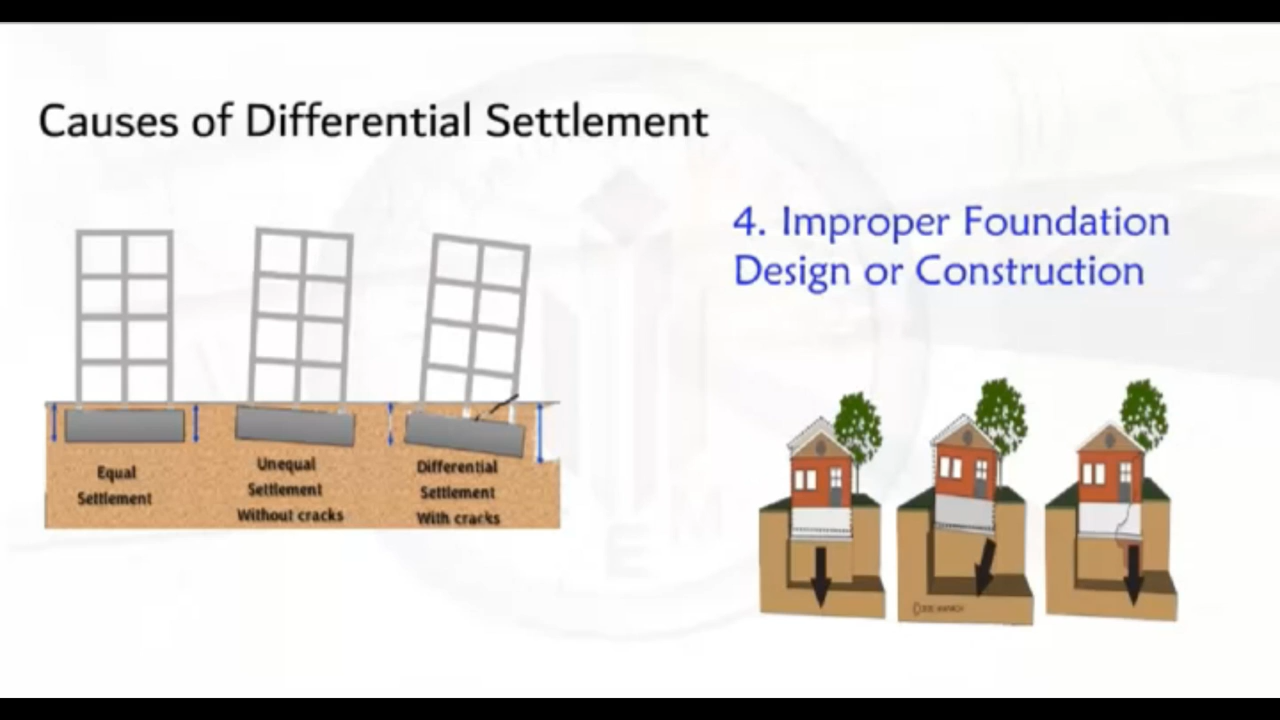 Causes of Differential Settlement
4. Improper Foundation
Design or Construction
Equal
Settlement
Unequal
Settlement
Without cracks
Differential
Settlement
With cracks
E
M